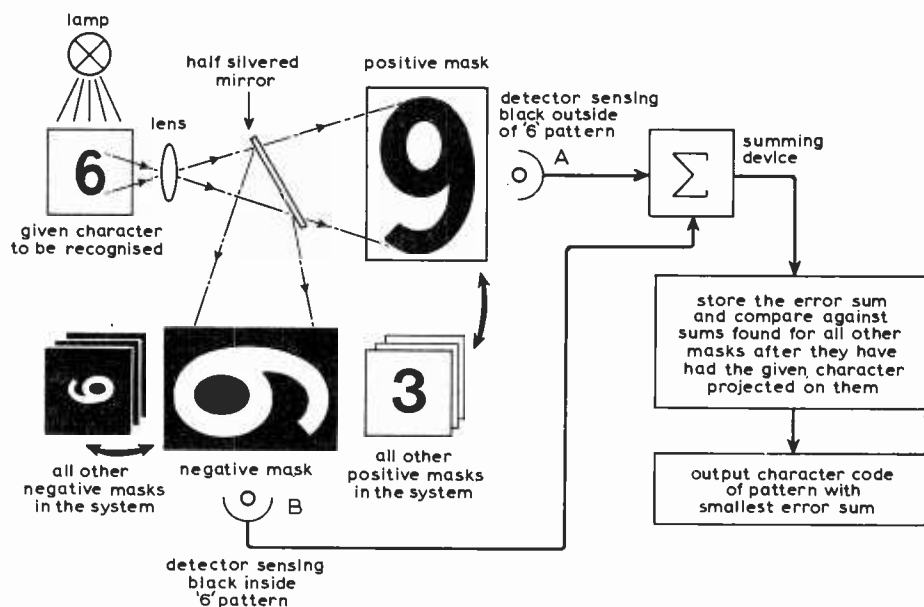 lamp
half silvered
mirror
positive mask
lens
detector sensing
black outside
of '6' pattern
A
summing
device
Σ
6
9
given character
to be recognised
store the error sum
and compare against
sums found for all other
masks after they have
had the given character
projected on them
6
6
3
all other
negative masks
in the system
negative mask
all other
positive masks
in the system
B
output character code
of pattern with
smallest error sum
detector sensing
black inside
'6' pattern